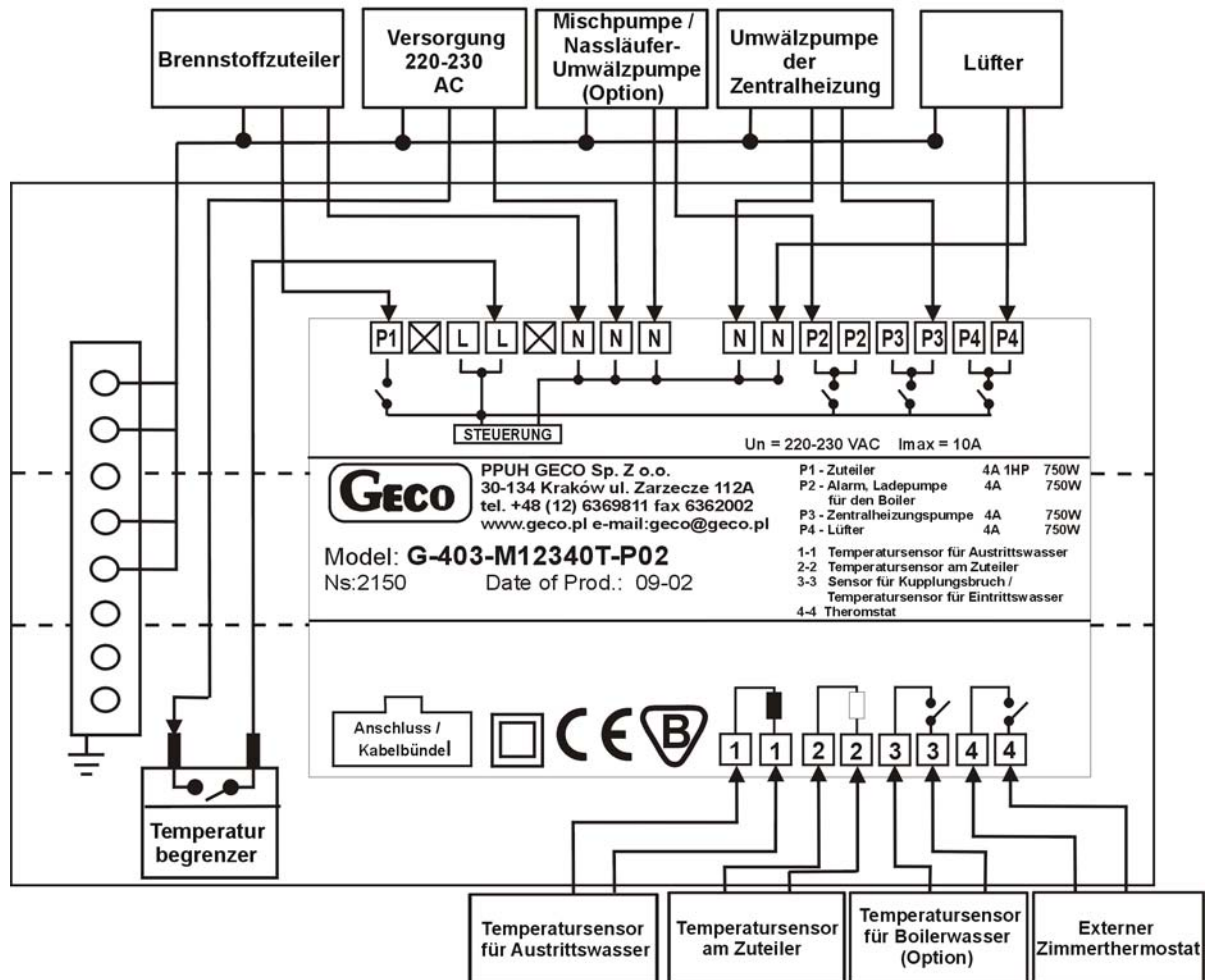 Brennstoffzuteiler
Versorgung
220-230
AC
Mischpumpe /
Nassläufer-
Umwälzpumpe
(Option)
Umwälzpumpe
der
Zentralheizung
Lüfter
P1 L L N N N N N P2 P2 P3 P3 P4 P4
STEUERUNG
Un = 220-230 VAC Imax = 10A
GECO
PPUH GECO Sp. Z o.o.
30-134 Kraków ul. Zarzecze 112A
tel. +48 (12) 6369811 fax 6362002
www.geco.pl e-mail:geco@geco.pl
Model: G-403-M12340T-P02
Ns:2150 Date of Prod.: 09-02
P1 - Zuteiler 4A 1HP 750W
P2 - Alarm, Ladepumpe 4A 750W
für den Boiler
P3 - Zentralheizungspumpe 4A 750W
P4 - Lüfter 4A 750W
1-1 Temperatursensor für Austrittswasser
2-2 Temperatursensor am Zuteiler
3-3 Sensor für Kupplungsbruch /
Temperatursensor für Eintrittswasser
4-4 Theromstat
Anschluss /
Kabelbündel
CE
B
1 1 2 2 3 3 4 4
Temperatur
begrenzer
Temperatursensor
für Austrittswasser
Temperatursensor
am Zuteiler
Temperatursensor
für Boilerwasser
(Option)
Externer
Zimmerthermostat